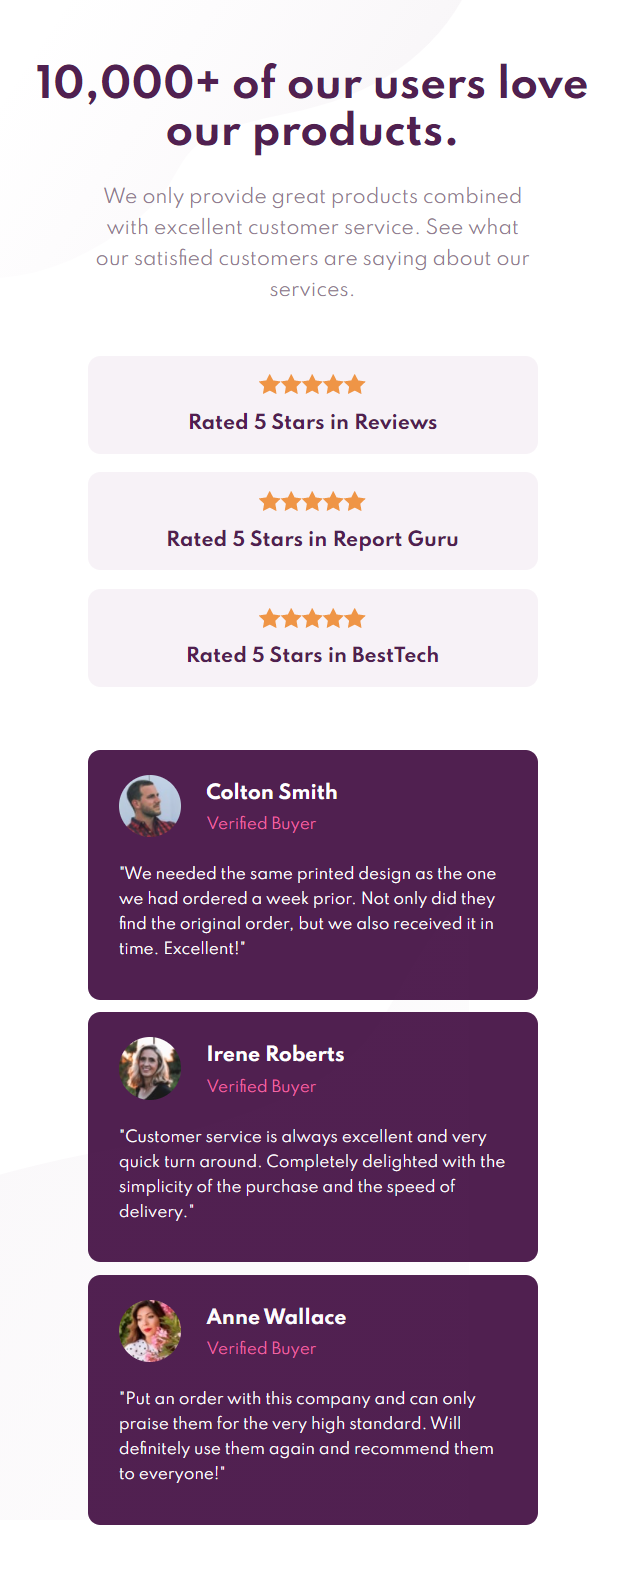 10,000+ of our users love
our products.
We only provide great products combined
with excellent customer service. See what
our satisfied customers are saying about our
services.
Rated 5 Stars in Reviews
Rated 5 Stars in Report Guru
Rated 5 Stars in BestTech
Colton Smith
Verified Buyer
"We needed the same printed design as the one
we had ordered a week prior. Not only did they
find the original order, but we also received it in
time. Excellent!"
Irene Roberts
Verified Buyer
"Customer service is always excellent and very
quick turn around. Completely delighted with the
simplicity of the purchase and the speed of
delivery."
Anne Wallace
Verified Buyer
"Put an order with this company and can only
praise them for the very high standard. Will
definitely use them again and recommend them
to everyone!"